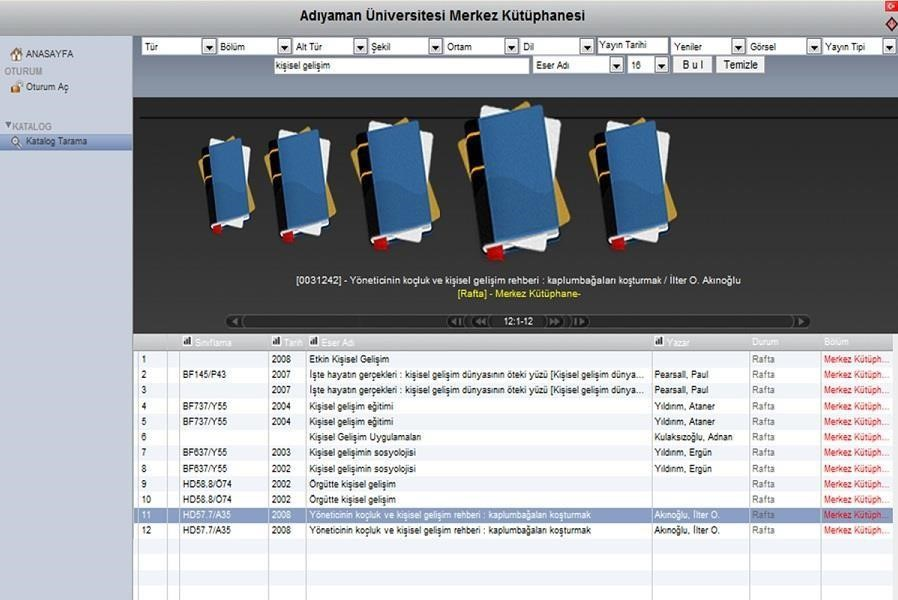 Adıyaman Üniversitesi Merkez Kütüphanesi
ANASAYFA
OTURUM
Oturum Aç
KATALOG
Katalog Tarama
Tür Bölüm Alt Tür Şekil Ortam Dil Yayın Tarihi Yeniler Görsel Yayın Tipi
kişisel gelişim Eser Adı 16 B u l Temizle
[0031242] - Yöneticinin koçluk ve kişisel gelişim rehberi : kaplumbağaları koşturmak / İlter O. Akınoğlu
[Rafta] - Merkez Kütüphane-
12:1-12
Sınıflama Tarih Eser Adı Yazar Durum Bölüm
1 2008 Etkin Kişisel Gelişim Rafta Merkez Kütüph...
2 BF145/P43 2007 İşte hayatın gerçekleri : kişisel gelişim dünyasının öteki yüzü [Kişisel gelişim dünya... Pearsall, Paul Rafta Merkez Kütüph...
3 2007 İşte hayatın gerçekleri : kişisel gelişim dünyasının öteki yüzü [Kişisel gelişim dünya... Pearsall, Paul Rafta Merkez Kütüph...
4 BF737/Y55 2004 Kişisel gelişim eğitimi Yıldırım, Ataner Rafta Merkez Kütüph...
5 BF737/Y55 2004 Kişisel gelişim eğitimi Yıldırım, Ataner Rafta Merkez Kütüph...
6 Kişisel Gelişim Uygulamaları Kulaksızoğlu, Adnan Rafta Merkez Kütüph...
7 BF637/Y55 2003 Kişisel gelişimin sosyolojisi Yıldırım, Ergün Rafta Merkez Kütüph...
8 BF637/Y55 2002 Kişisel gelişimin sosyolojisi Yıldırım, Ergün Rafta Merkez Kütüph...
9 HD58.8/Ö74 2002 Örgütte kişisel gelişim Rafta Merkez Kütüph...
10 HD58.8/Ö74 2002 Örgütte kişisel gelişim Rafta Merkez Kütüph...
11 HD57.7/A35 2008 Yöneticinin koçluk ve kişisel gelişim rehberi : kaplumbağaları koşturmak Akınoğlu, İlter O. Rafta Merkez Kütüph...
12 HD57.7/A35 2008 Yöneticinin koçluk ve kişisel gelişim rehberi : kaplumbağaları koşturmak Akınoğlu, İlter O. Rafta Merkez Kütüph...